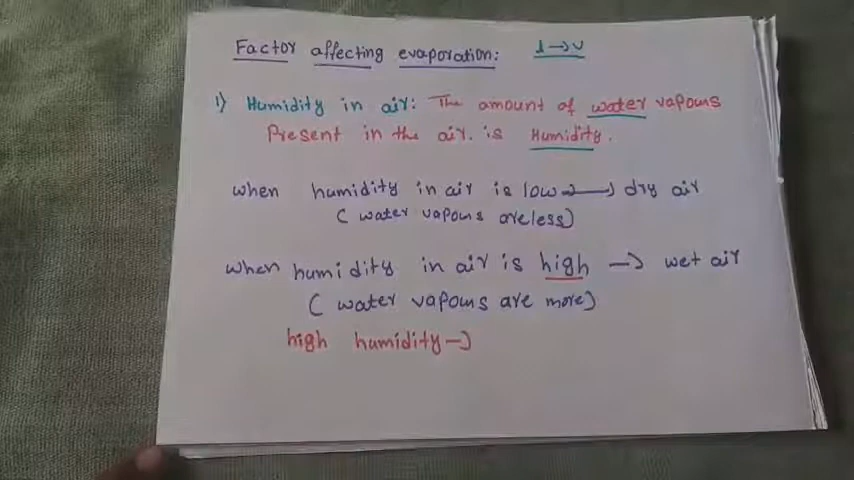 Factor affecting evaporation: l→v
1) Humidity in air: The amount of water vapours
Present in the air. is Humidity.
when humidity in air is low → dry air
( water vapours are less)
when humidity in air is high → wet air
( water vapours are more)
high humidity →